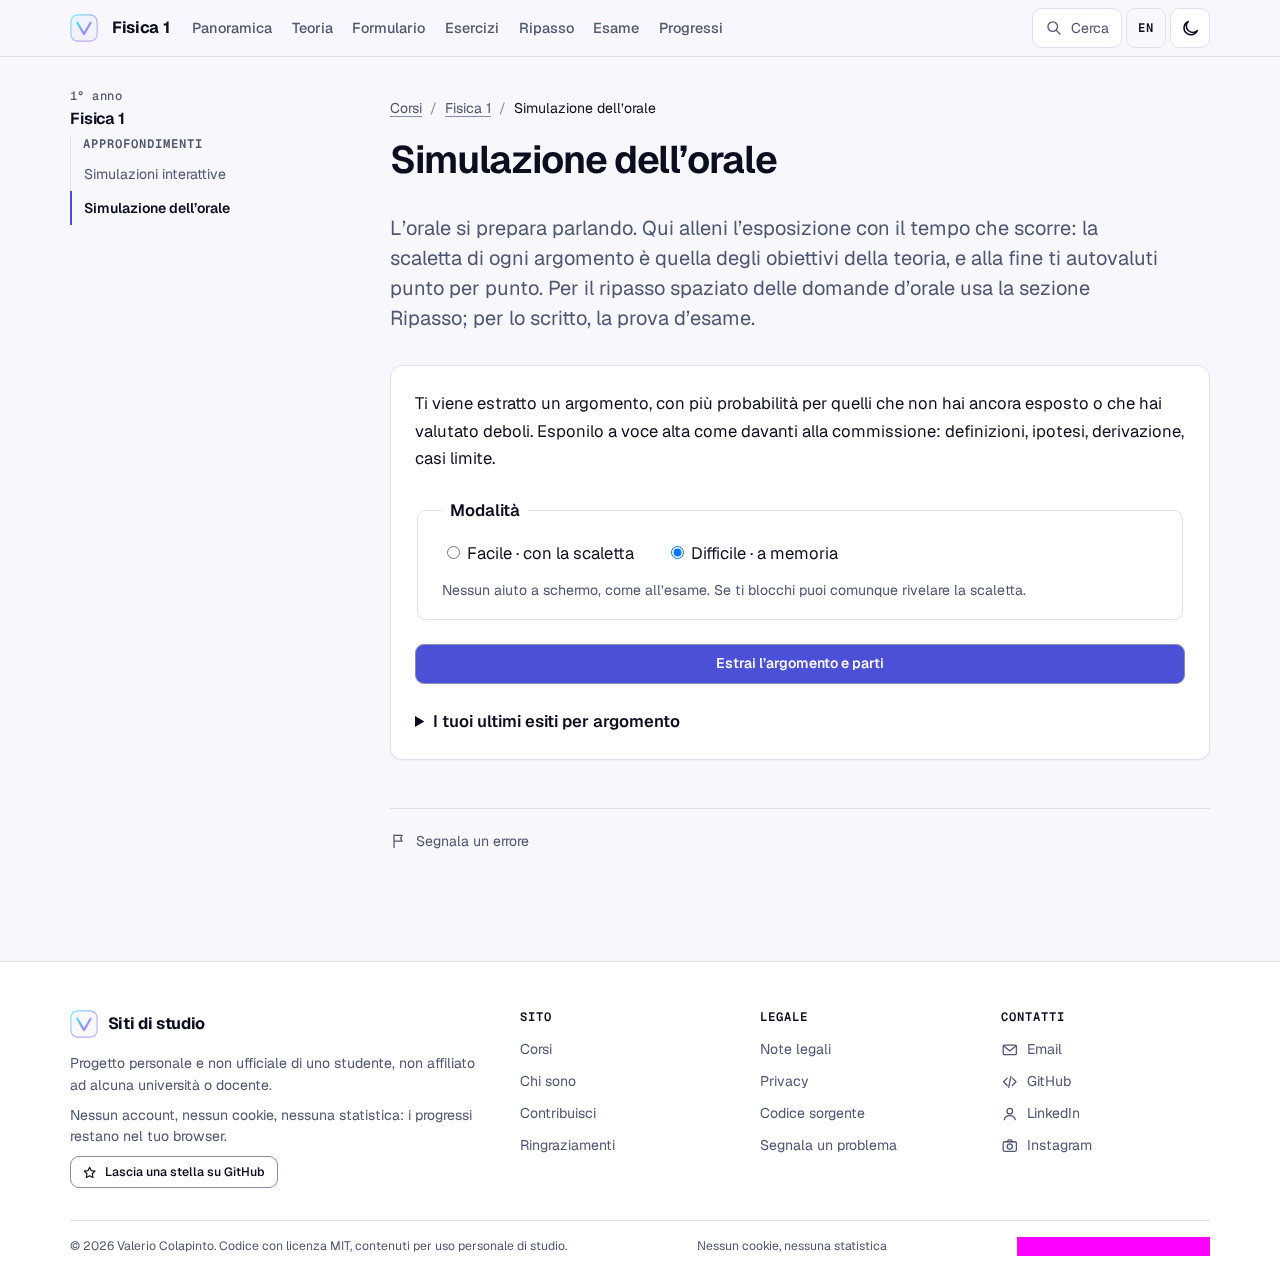 Fisica 1 Panoramica Teoria Formulario Esercizi Ripasso Esame Progressi Cerca EN
1° anno
Fisica 1
APPROFONDIMENTI
Simulazioni interattive
Simulazione dell’orale
Corsi / Fisica 1 / Simulazione dell’orale
Simulazione dell’orale
L’orale si prepara parlando. Qui alleni l’esposizione con il tempo che scorre: la
scaletta di ogni argomento è quella degli obiettivi della teoria, e alla fine ti autovaluti
punto per punto. Per il ripasso spaziato delle domande d’orale usa la sezione
Ripasso; per lo scritto, la prova d’esame.
Ti viene estratto un argomento, con più probabilità per quelli che non hai ancora esposto o che hai
valutato deboli. Esponilo a voce alta come davanti alla commissione: definizioni, ipotesi, derivazione,
casi limite.
Modalità
Facile · con la scaletta Difficile · a memoria
Nessun aiuto a schermo, come all’esame. Se ti blocchi puoi comunque rivelare la scaletta.
Estrai l’argomento e parti
I tuoi ultimi esiti per argomento
Segnala un errore
Siti di studio
Progetto personale e non ufficiale di uno studente, non affiliato
ad alcuna università o docente.
Nessun account, nessun cookie, nessuna statistica: i progressi
restano nel tuo browser.
Lascia una stella su GitHub
SITO
Corsi
Chi sono
Contribuisci
Ringraziamenti
LEGALE
Note legali
Privacy
Codice sorgente
Segnala un problema
CONTATTI
Email
GitHub
LinkedIn
Instagram
© 2026 Valerio Colapinto. Codice con licenza MIT, contenuti per uso personale di studio. Nessun cookie, nessuna statistica